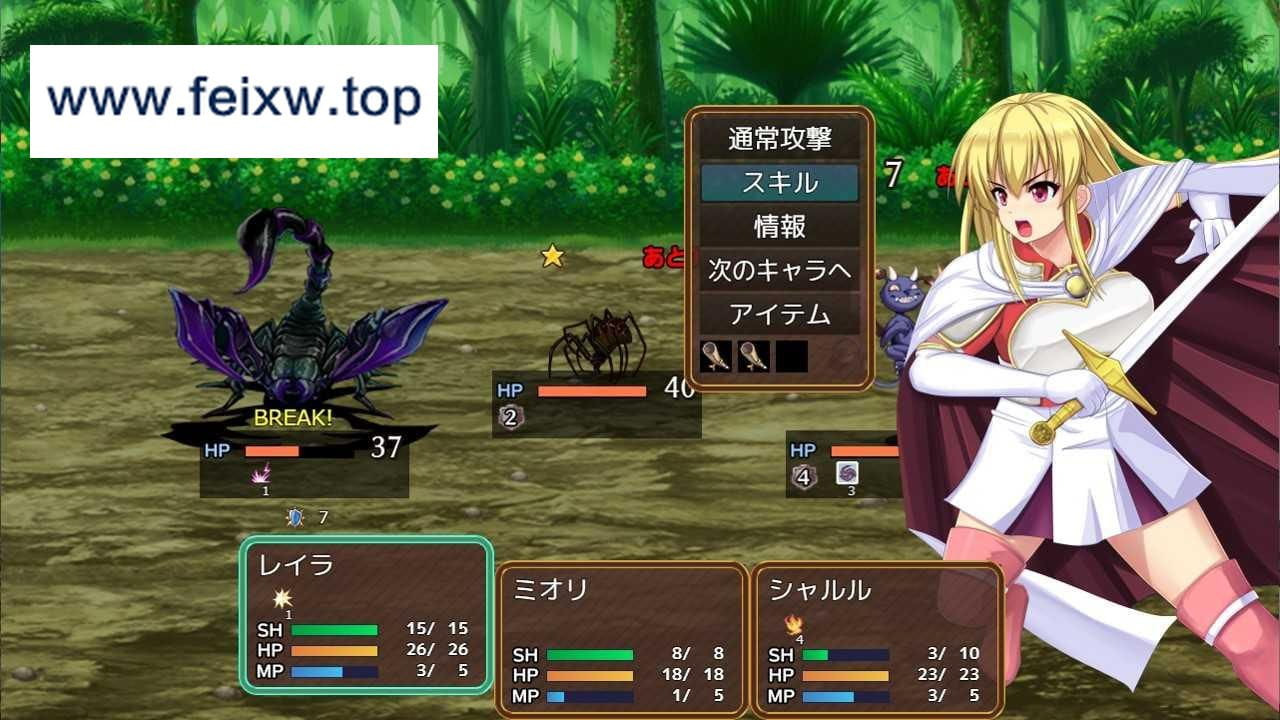 www.feixw.top
通常攻撃
スキル
情報
次のキャラへ
アイテム
7
あ
あと
BREAK!
HP 37
1
HP 40
2
HP
4
3
7
レイラ
1
SH 15/ 15
HP 26/ 26
MP 3/ 5
ミオリ
SH 8/ 8
HP 18/ 18
MP 1/ 5
シャルル
4
SH 3/ 10
HP 23/ 23
MP 3/ 5